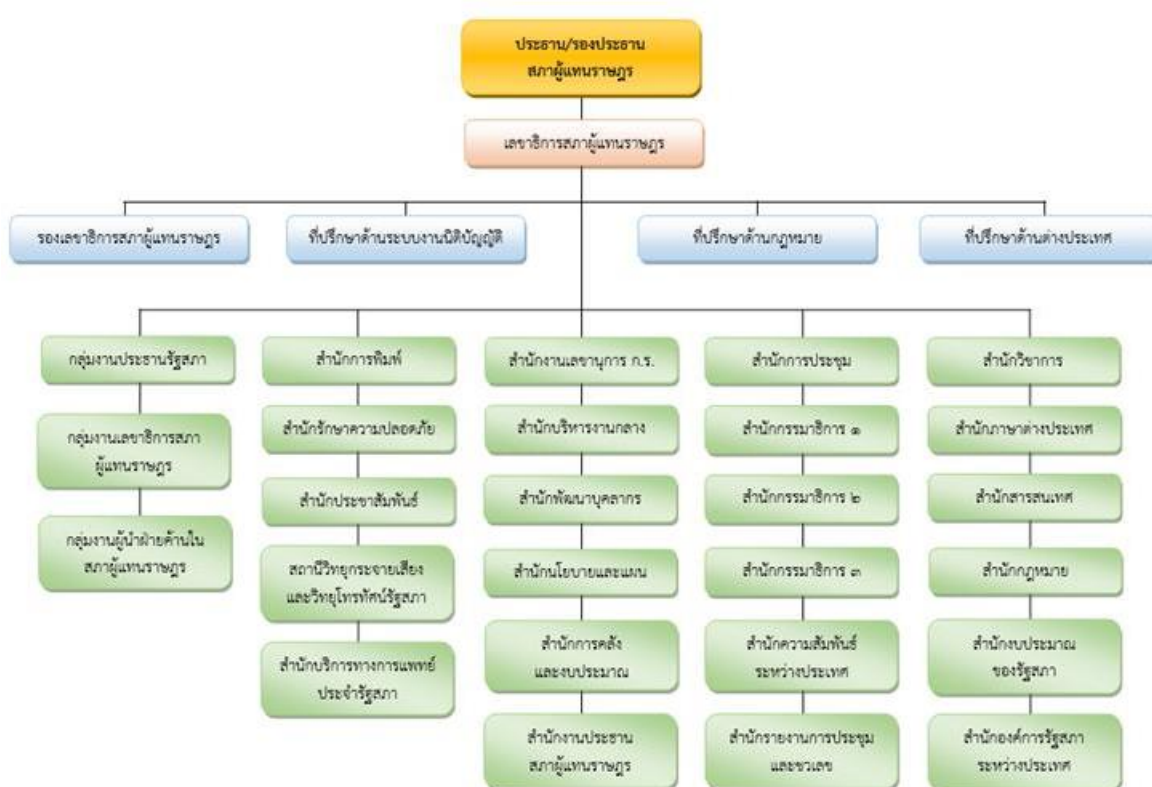 ประธาน/รองประธาน
สภาผู้แทนราษฎร
เลขาธิการสภาผู้แทนราษฎร
รองเลขาธิการสภาผู้แทนราษฎร
ที่ปรึกษาด้านระบบงานนิติบัญญัติ
ที่ปรึกษาด้านกฎหมาย
ที่ปรึกษาด้านต่างประเทศ
กลุ่มงานประธานรัฐสภา
กลุ่มงานเลขาธิการสภา
ผู้แทนราษฎร
กลุ่มงานผู้นำฝ่ายค้านใน
สภาผู้แทนราษฎร
สำนักการพิมพ์
สำนักรักษาความปลอดภัย
สำนักประชาสัมพันธ์
สถานีวิทยุกระจายเสียง
และวิทยุโทรทัศน์รัฐสภา
สำนักบริการทางการแพทย์
ประจำรัฐสภา
สำนักงานเลขานุการ ก.ร.
สำนักบริหารงานกลาง
สำนักพัฒนาบุคลากร
สำนักนโยบายและแผน
สำนักการคลัง
และงบประมาณ
สำนักงานประธาน
สภาผู้แทนราษฎร
สำนักการประชุม
สำนักกรรมาธิการ ๑
สำนักกรรมาธิการ ๒
สำนักกรรมาธิการ ๓
สำนักความสัมพันธ์
ระหว่างประเทศ
สำนักรายงานการประชุม
และชวเลข
สำนักวิชาการ
สำนักภาษาต่างประเทศ
สำนักสารสนเทศ
สำนักกฎหมาย
สำนักงบประมาณ
ของรัฐสภา
สำนักองค์การรัฐสภา
ระหว่างประเทศ